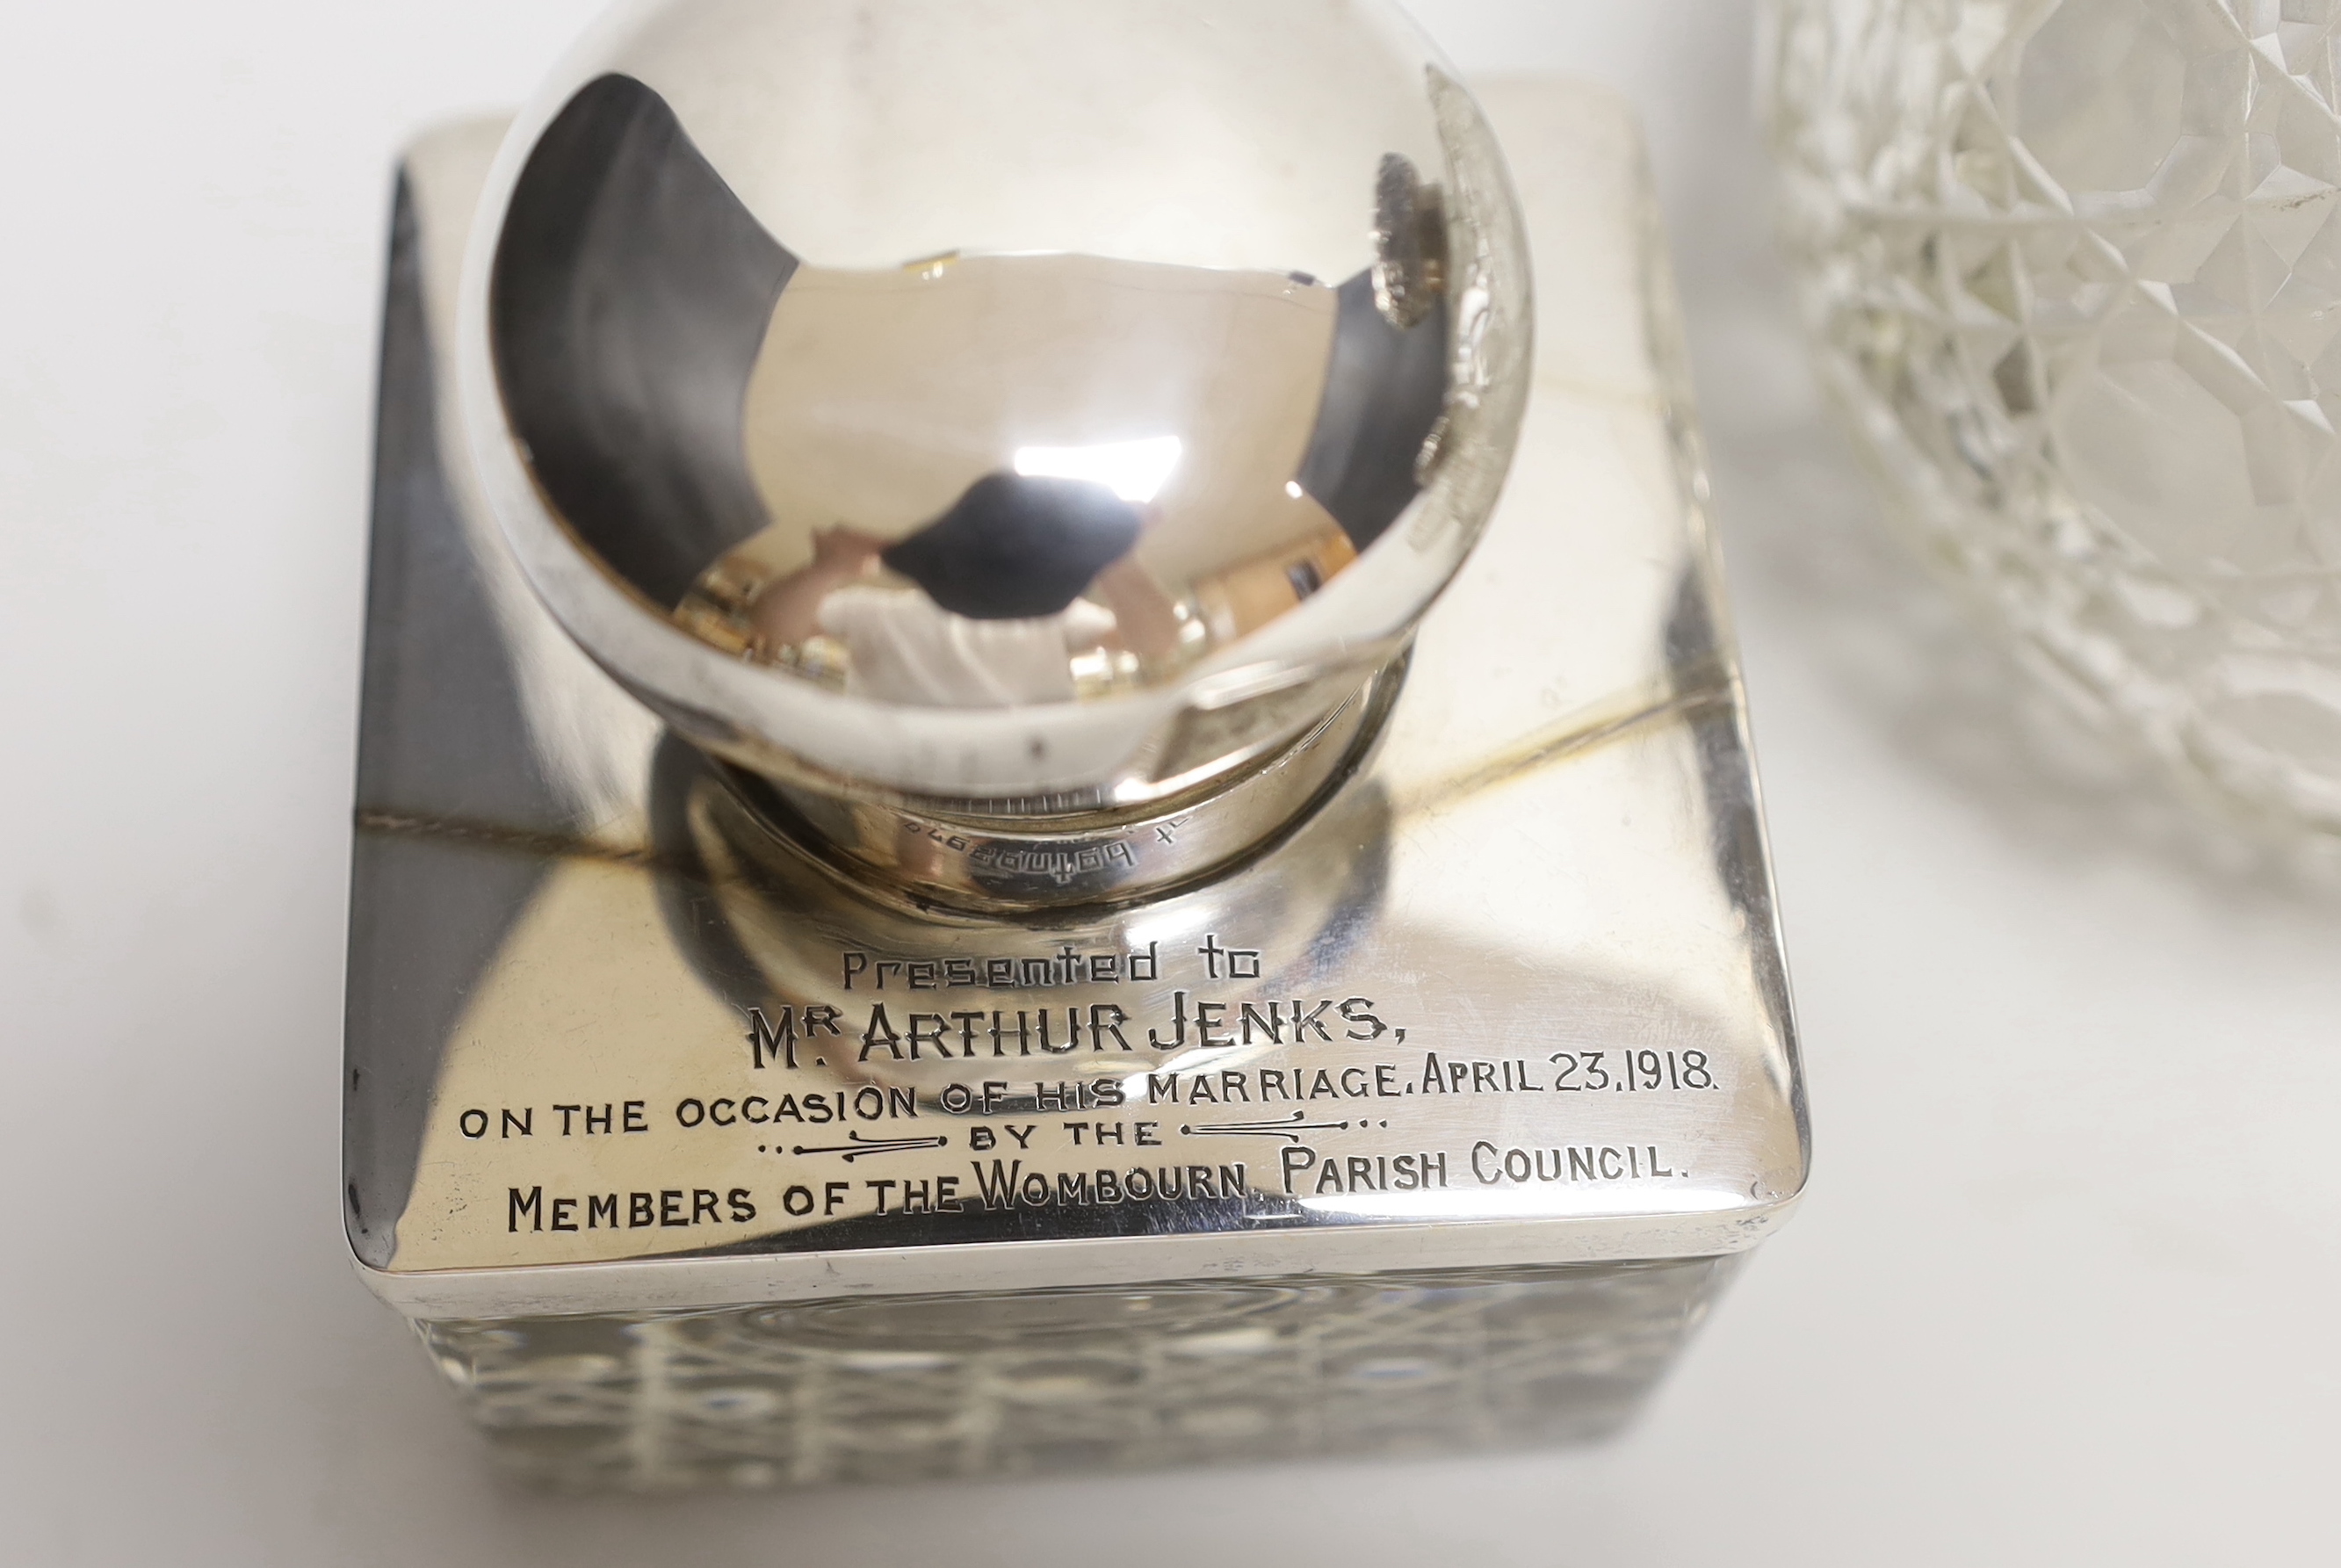 Presented to
MR. ARTHUR JENKS,
ON THE OCCASION OF HIS MARRIAGE, APRIL 23, 1918.
BY THE
MEMBERS OF THE WOMBOURN PARISH COUNCIL.